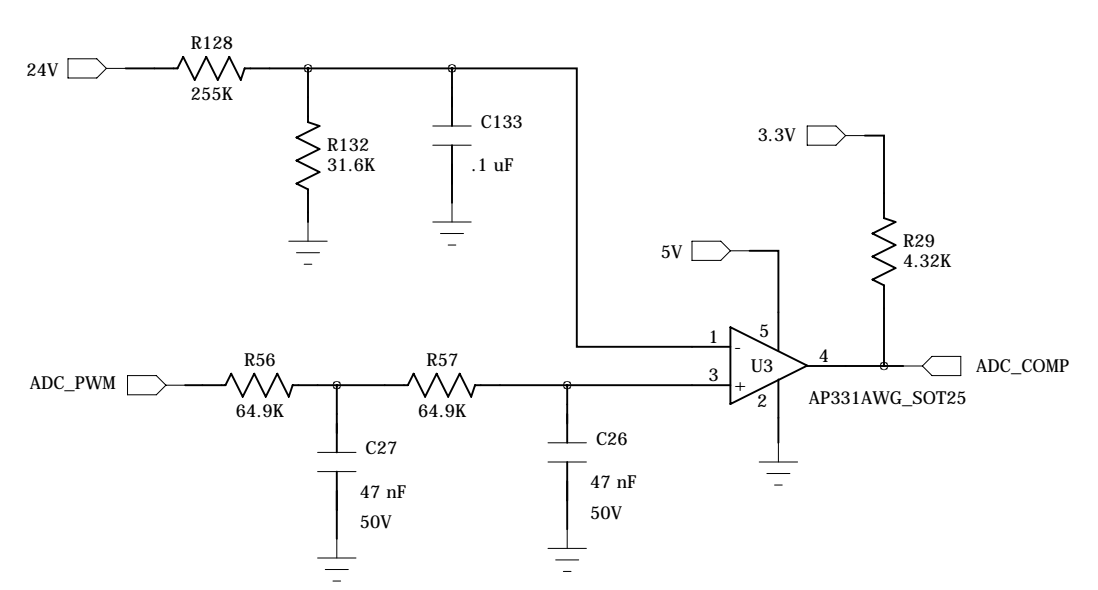 R128
24V
255K
C133
R132
31.6K
.1 uF
3.3V
R29
4.32K
5V
1
5
-
U3
4
ADC_COMP
3
+
2
AP331AWG_SOT25
R56
R57
ADC_PWM
64.9K
64.9K
C27
47 nF
50V
C26
47 nF
50V